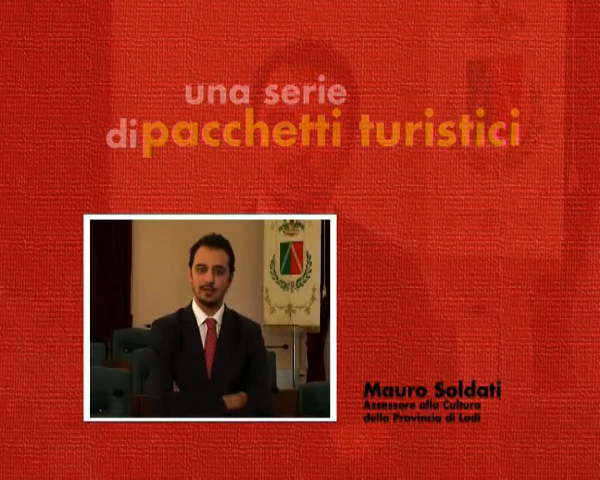 una serie
di pacchetti turistici
Mauro Soldati
Assessore alla Cultura
della Provincia di Lodi